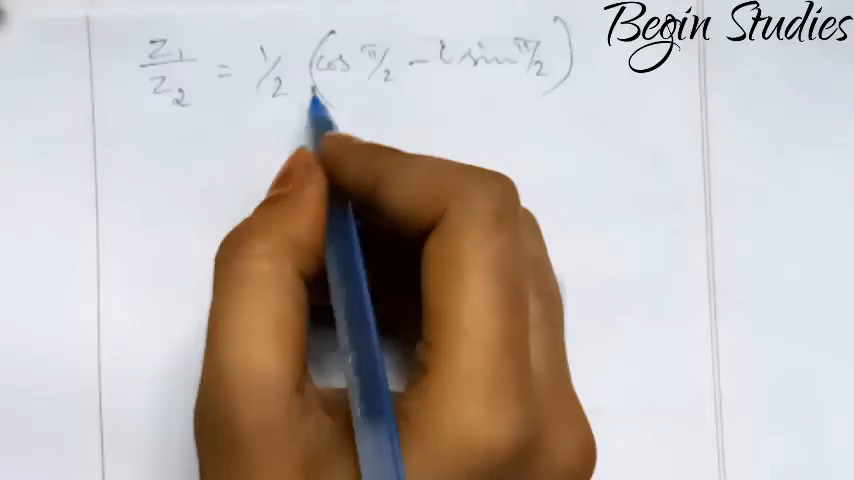 Begin Studies
z₁/z₂ = 1/2 (cos π/2 - i sin π/2)